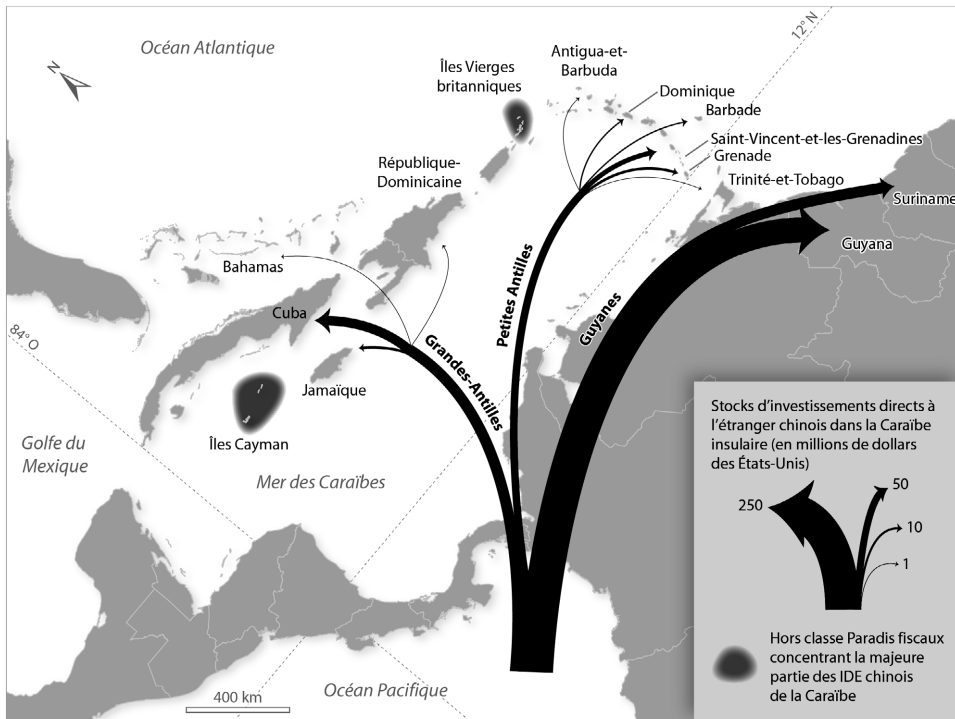 Océan Atlantique
N
12° N
Îles Vierges
britanniques
Antigua-et-
Barbuda
Dominique
Barbade
Saint-Vincent-et-les-Grenadines
Grenade
Trinité-et-Tobago
République-
Dominicaine
Suriname
Guyana
Bahamas
Cuba
Petites Antilles
Guyanes
Grandes-Antilles
84° O
Jamaïque
Îles Cayman
Golfe du
Mexique
Mer des Caraïbes
Océan Pacifique
400 km
Stocks d'investissements directs à
l'étranger chinois dans la Caraïbe
insulaire (en millions de dollars
des États-Unis)
250
50
10
1
Hors classe Paradis fiscaux
concentrant la majeure
partie des IDE chinois
de la Caraïbe